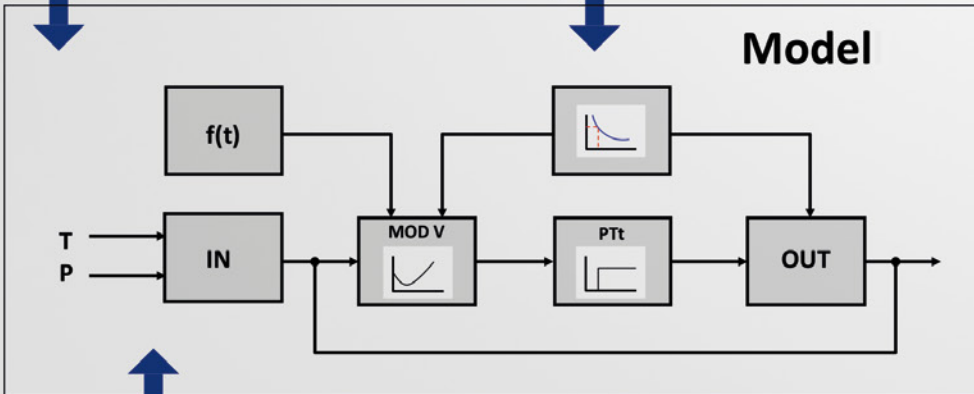 Model
f(t)
T
P
IN
MOD V
PTt
OUT